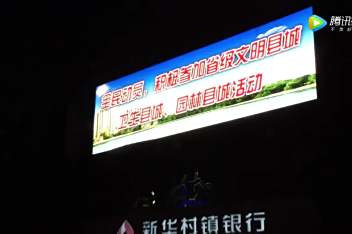 腾讯
全民动员，积极参加省级文明县城
卫生县城、园林县城活动
新华村镇银行